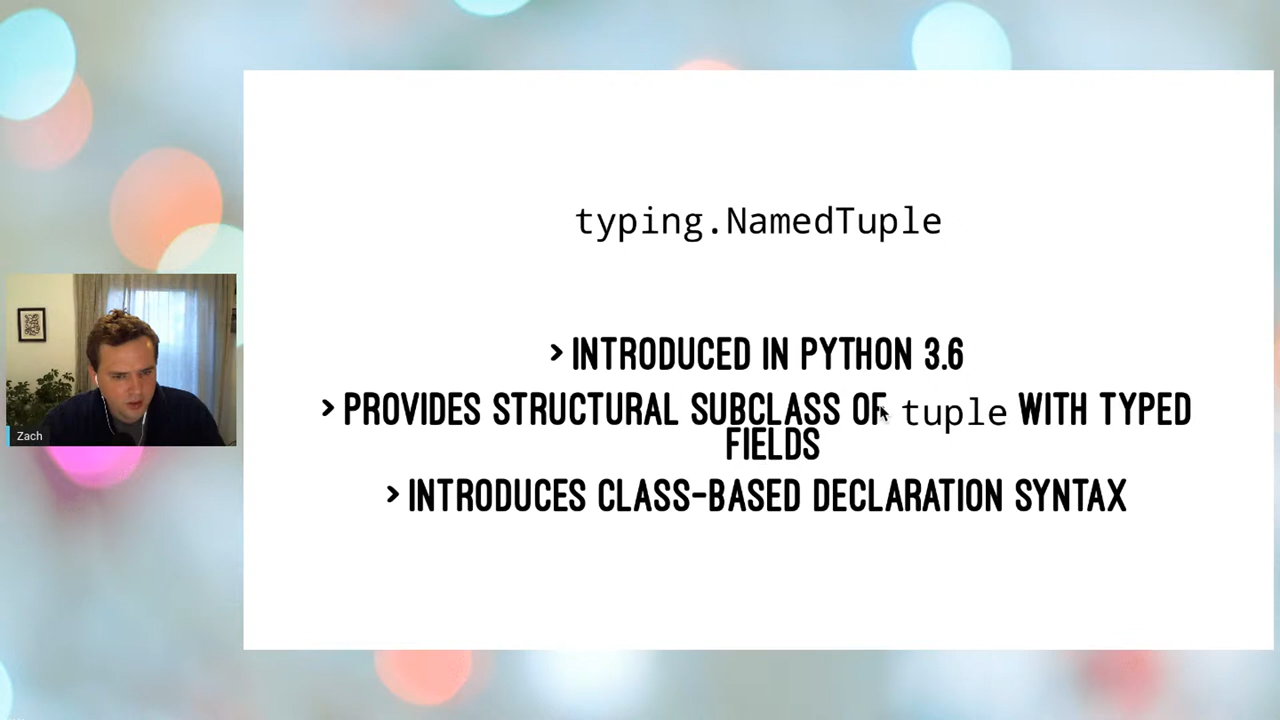 typing.NamedTuple
> INTRODUCED IN PYTHON 3.6
> PROVIDES STRUCTURAL SUBCLASS OF tuple WITH TYPED
FIELDS
> INTRODUCES CLASS-BASED DECLARATION SYNTAX
Zach